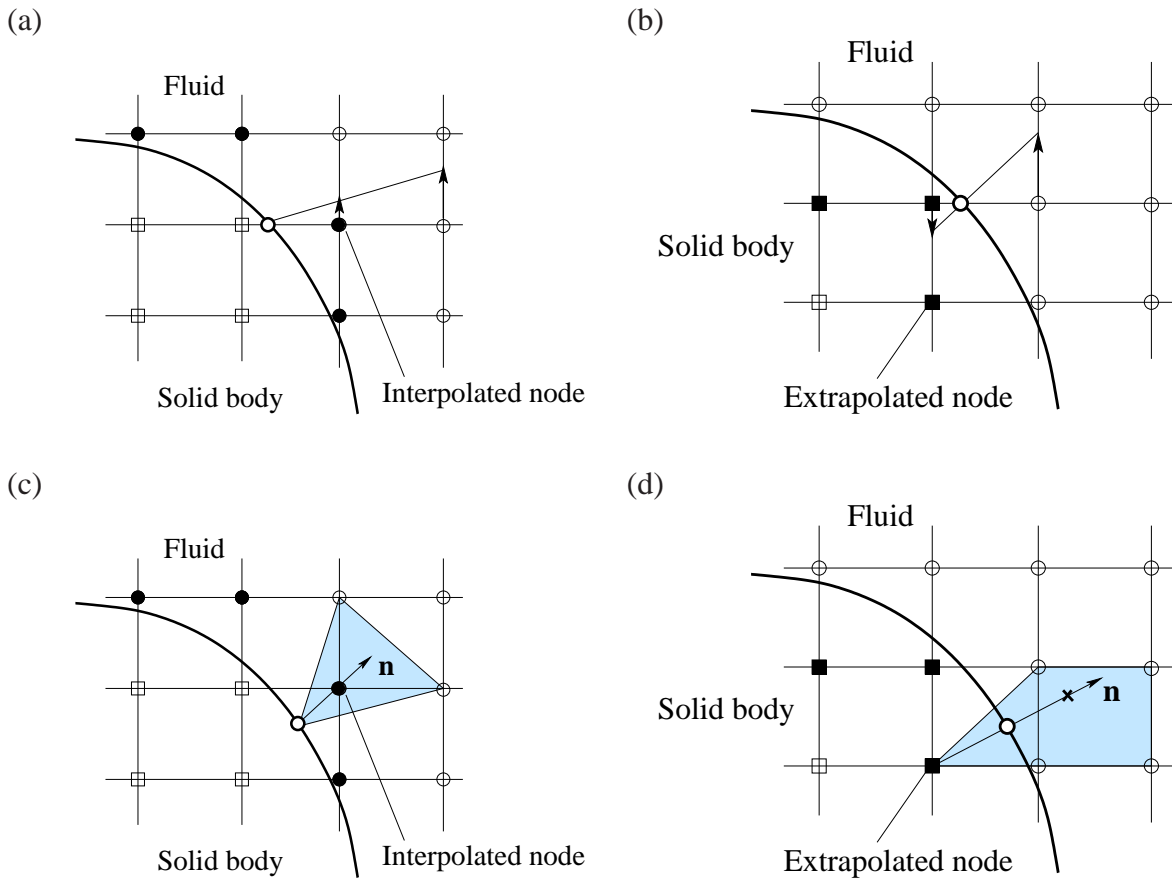 (a)
Fluid
Solid body
Interpolated node
(b)
Fluid
Solid body
Extrapolated node
(c)
Fluid
n
Solid body
Interpolated node
(d)
Fluid
n
Solid body
Extrapolated node